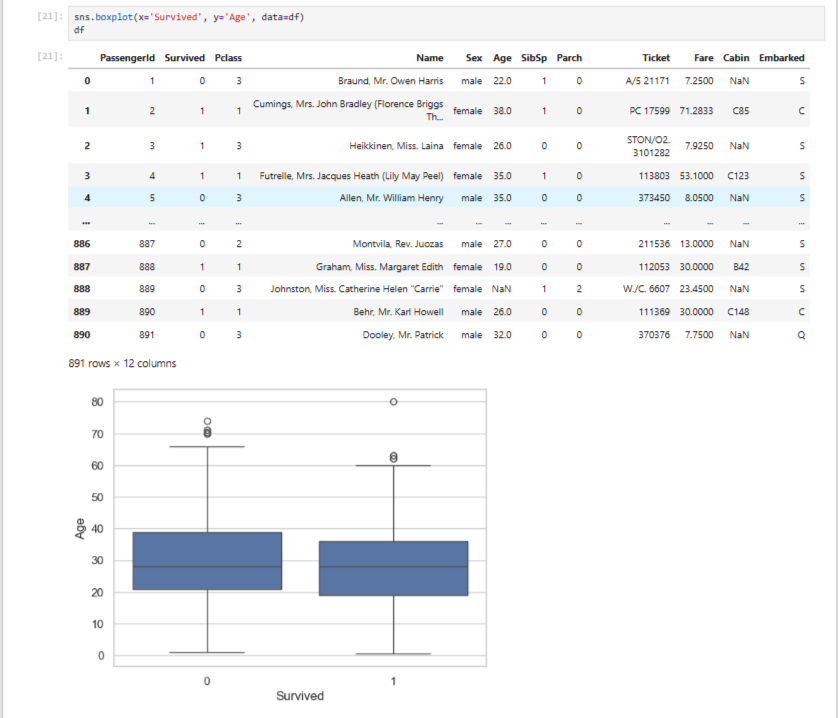 [21]: sns.boxplot(x='Survived', y='Age', data=df)
df
[21]: PassengerId Survived Pclass Name Sex Age SibSp Parch Ticket Fare Cabin Embarked
0 1 0 3 Braund, Mr. Owen Harris male 22.0 1 0 A/5 21171 7.2500 NaN S
1 2 1 1 Cumings, Mrs. John Bradley (Florence Briggs Th... female 38.0 1 0 PC 17599 71.2833 C85 C
2 3 1 3 Heikkinen, Miss. Laina female 26.0 0 0 STON/O2. 3101282 7.9250 NaN S
3 4 1 1 Futrelle, Mrs. Jacques Heath (Lily May Peel) female 35.0 1 0 113803 53.1000 C123 S
4 5 0 3 Allen, Mr. William Henry male 35.0 0 0 373450 8.0500 NaN S
... ... ... ... ... ... ... ... ... ... ... ... ...
886 887 0 2 Montvila, Rev. Juozas male 27.0 0 0 211536 13.0000 NaN S
887 888 1 1 Graham, Miss. Margaret Edith female 19.0 0 0 112053 30.0000 B42 S
888 889 0 3 Johnston, Miss. Catherine Helen "Carrie" female NaN 1 2 W./C. 6607 23.4500 NaN S
889 890 1 1 Behr, Mr. Karl Howell male 26.0 0 0 111369 30.0000 C148 C
890 891 0 3 Dooley, Mr. Patrick male 32.0 0 0 370376 7.7500 NaN Q
891 rows × 12 columns
80
70
60
50
40
30
20
10
0
Age
0 1
Survived